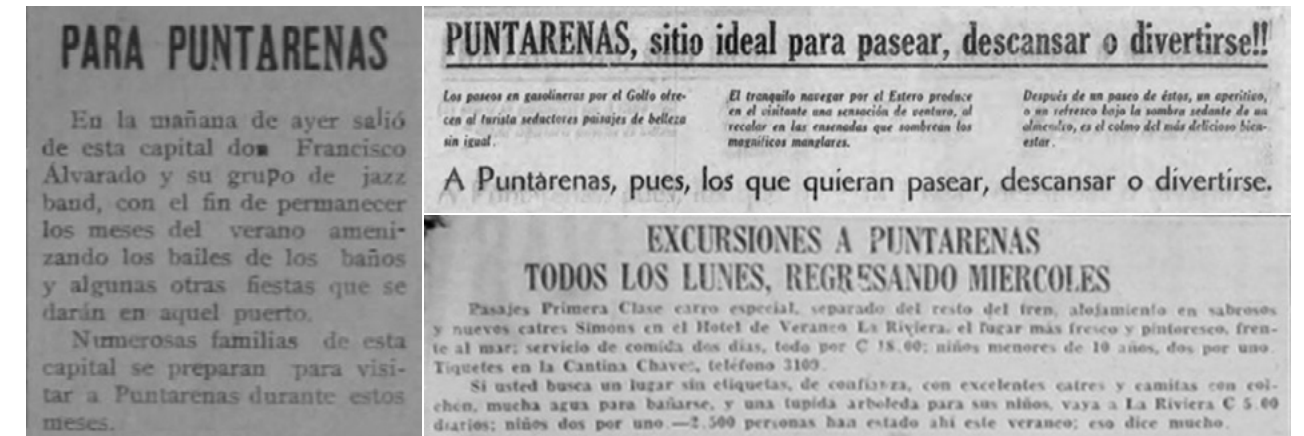 PARA PUNTARENAS
En la mañana de ayer salió
de esta capital don Francisco
Alvarado y su gruPo de jazz
band, con el fin de permanecer
los meses del verano ameni-
zando los bailes de los baños
y algunas otras fiestas que se
darán en aquel puerto.
Numerosas familias de esta
capital se preparan para visi-
tar a Puntarenas durante estos
meses.
PUNTARENAS, sitio ideal para pasear, descansar o divertirse!!
Los paseos en gasolineras por el Golfo ofre-
cen al turista seductores paisajes de belleza
sin igual.
El tranquilo navegar por el Estero produce
en el visitante una sensación de ventura, al
recalar en las ensenadas que sombrean los
magníficos manglares.
Después de un paseo de éstos, un aperitivo,
o un refresco bajo la sombra sedante de un
almendro, es el colmo del más delicioso bien-
estar.
A Puntarenas, pues, los que quieran pasear, descansar o divertirse.
EXCURSIONES A PUNTARENAS
TODOS LOS LUNES, REGRESANDO MIERCOLES
Pasajes Primera Clase carro especial, separado del resto del tren, alojamiento en sabrosos
y nuevos catres Simons en el Hotel de Veraneo La Riviera, el lugar más fresco y pintoresco, fren-
te al mar; servicio de comida dos días, todo por C 18.00; niños menores de 10 años, dos por uno.
Tiquetes en la Cantina Chaves, teléfono 3109.
Si usted busca un lugar sin etiquetas, de confianza, con excelentes catres y camitas con col-
chón, mucha agua para bañarse, y una tupida arboleda para sus niños, vaya a La Riviera C 5.00
diarios; niños dos por uno.—2.500 personas han estado ahí este veraneo; eso dice mucho.